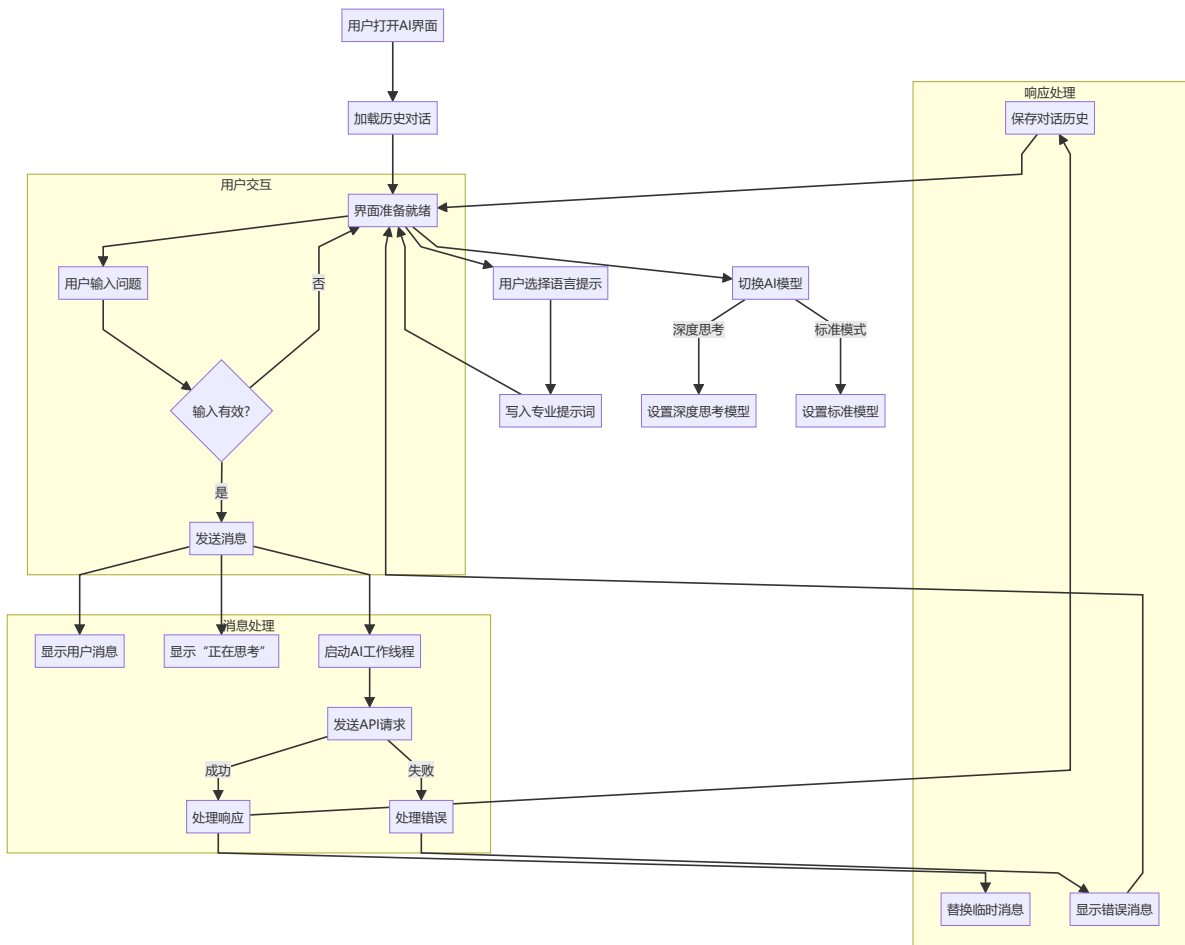 用户打开AI界面
响应处理
加载历史对话
保存对话历史
用户交互
界面准备就绪
用户输入问题
否
用户选择语言提示
切换AI模型
深度思考
标准模式
输入有效?
写入专业提示词
设置深度思考模型
设置标准模型
是
发送消息
消息处理
显示用户消息
显示“正在思考”
启动AI工作线程
发送API请求
成功
失败
处理响应
处理错误
替换临时消息
显示错误消息